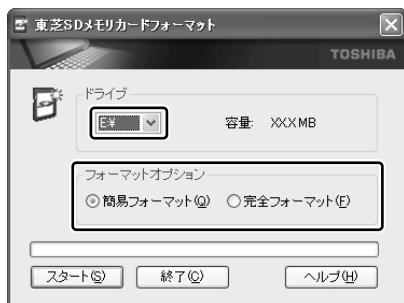 東芝SDメモリカードフォーマット
TOSHIBA
ドライブ
E:¥
容量: XXXMB
フォーマットオプション
簡易フォーマット(Q) 完全フォーマット(F)
スタート(S) 終了(C) ヘルプ(H)